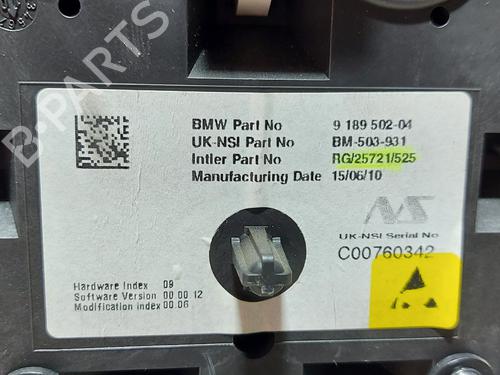 B-PARTS
BMW Part No 9 189 502-04
UK-NSI Part No BM-503-931
Intler Part No RG/25721/525
Manufacturing Date 15/06/10
UK-NSI Serial No
C00760342
Hardware Index 09
Software Version 00.00.12
Modification index 00.06